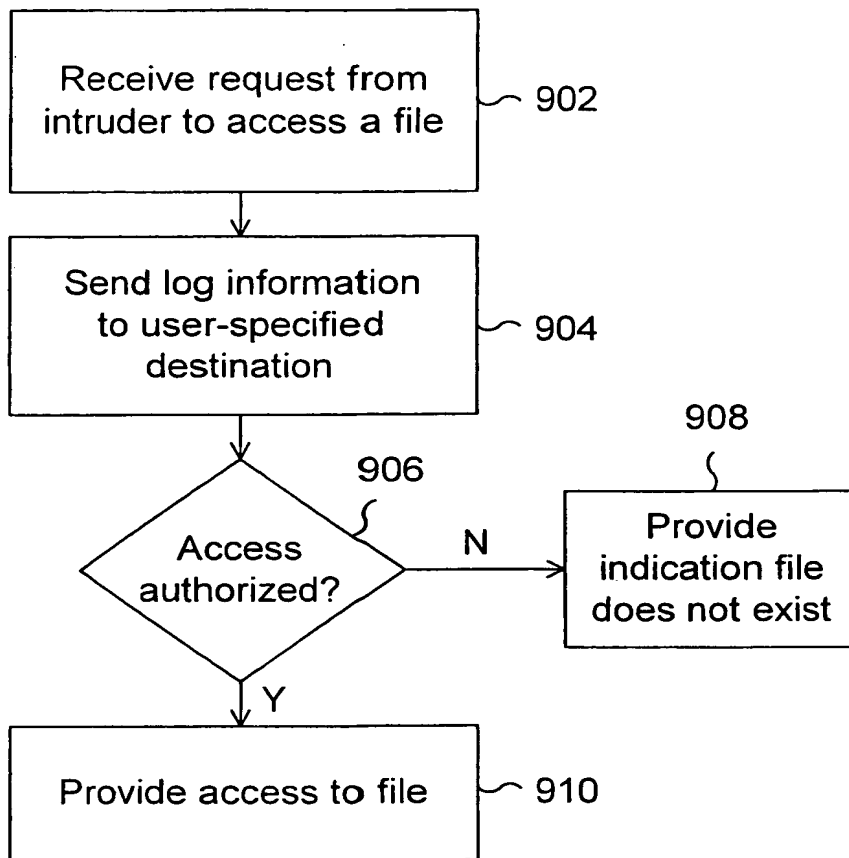 Receive request from
intruder to access a file
902
Send log information
to user-specified
destination
904
906
Access
authorized?
N
908
Provide
indication file
does not exist
Y
Provide access to file
910